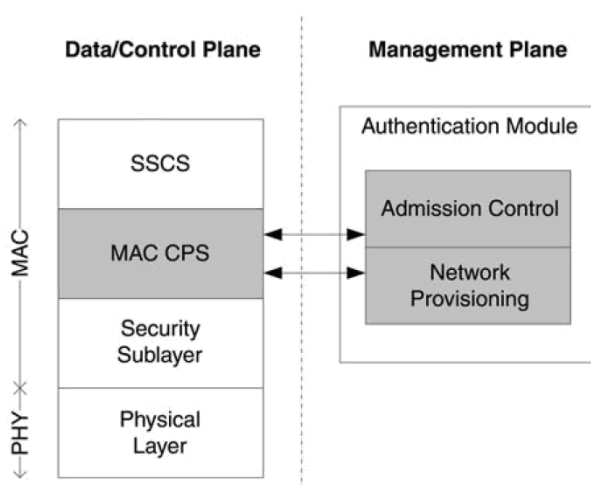 Data/Control Plane
Management Plane
MAC
PHY
SSCS
MAC CPS
Security
Sublayer
Physical
Layer
Authentication Module
Admission Control
Network
Provisioning